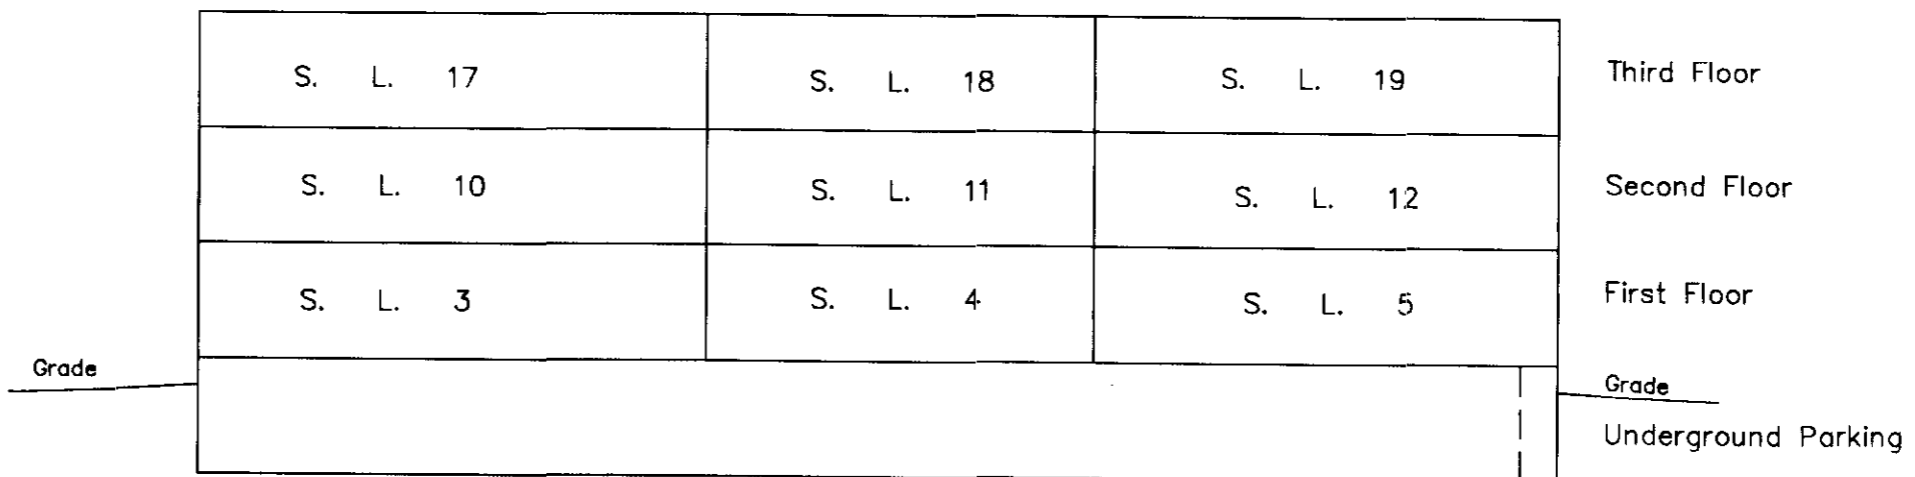 S. L. 17 S. L. 18 S. L. 19 Third Floor
S. L. 10 S. L. 11 S. L. 12 Second Floor
S. L. 3 S. L. 4 S. L. 5 First Floor
Grade Grade
Underground Parking